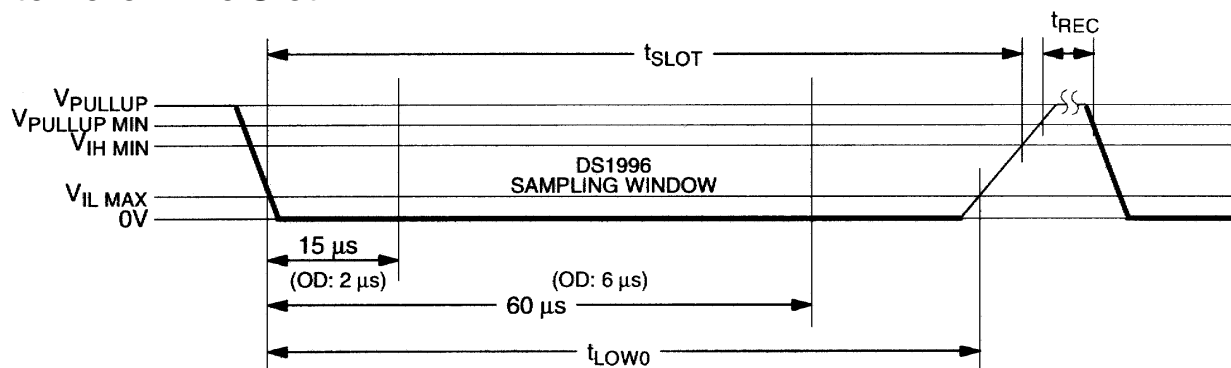 tREC
tSLOT
VPULLUP
VPULLUP MIN
VIH MIN
DS1996
SAMPLING WINDOW
VIL MAX
0V
15 µs
(OD: 2 µs)
(OD: 6 µs)
60 µs
tLOW0